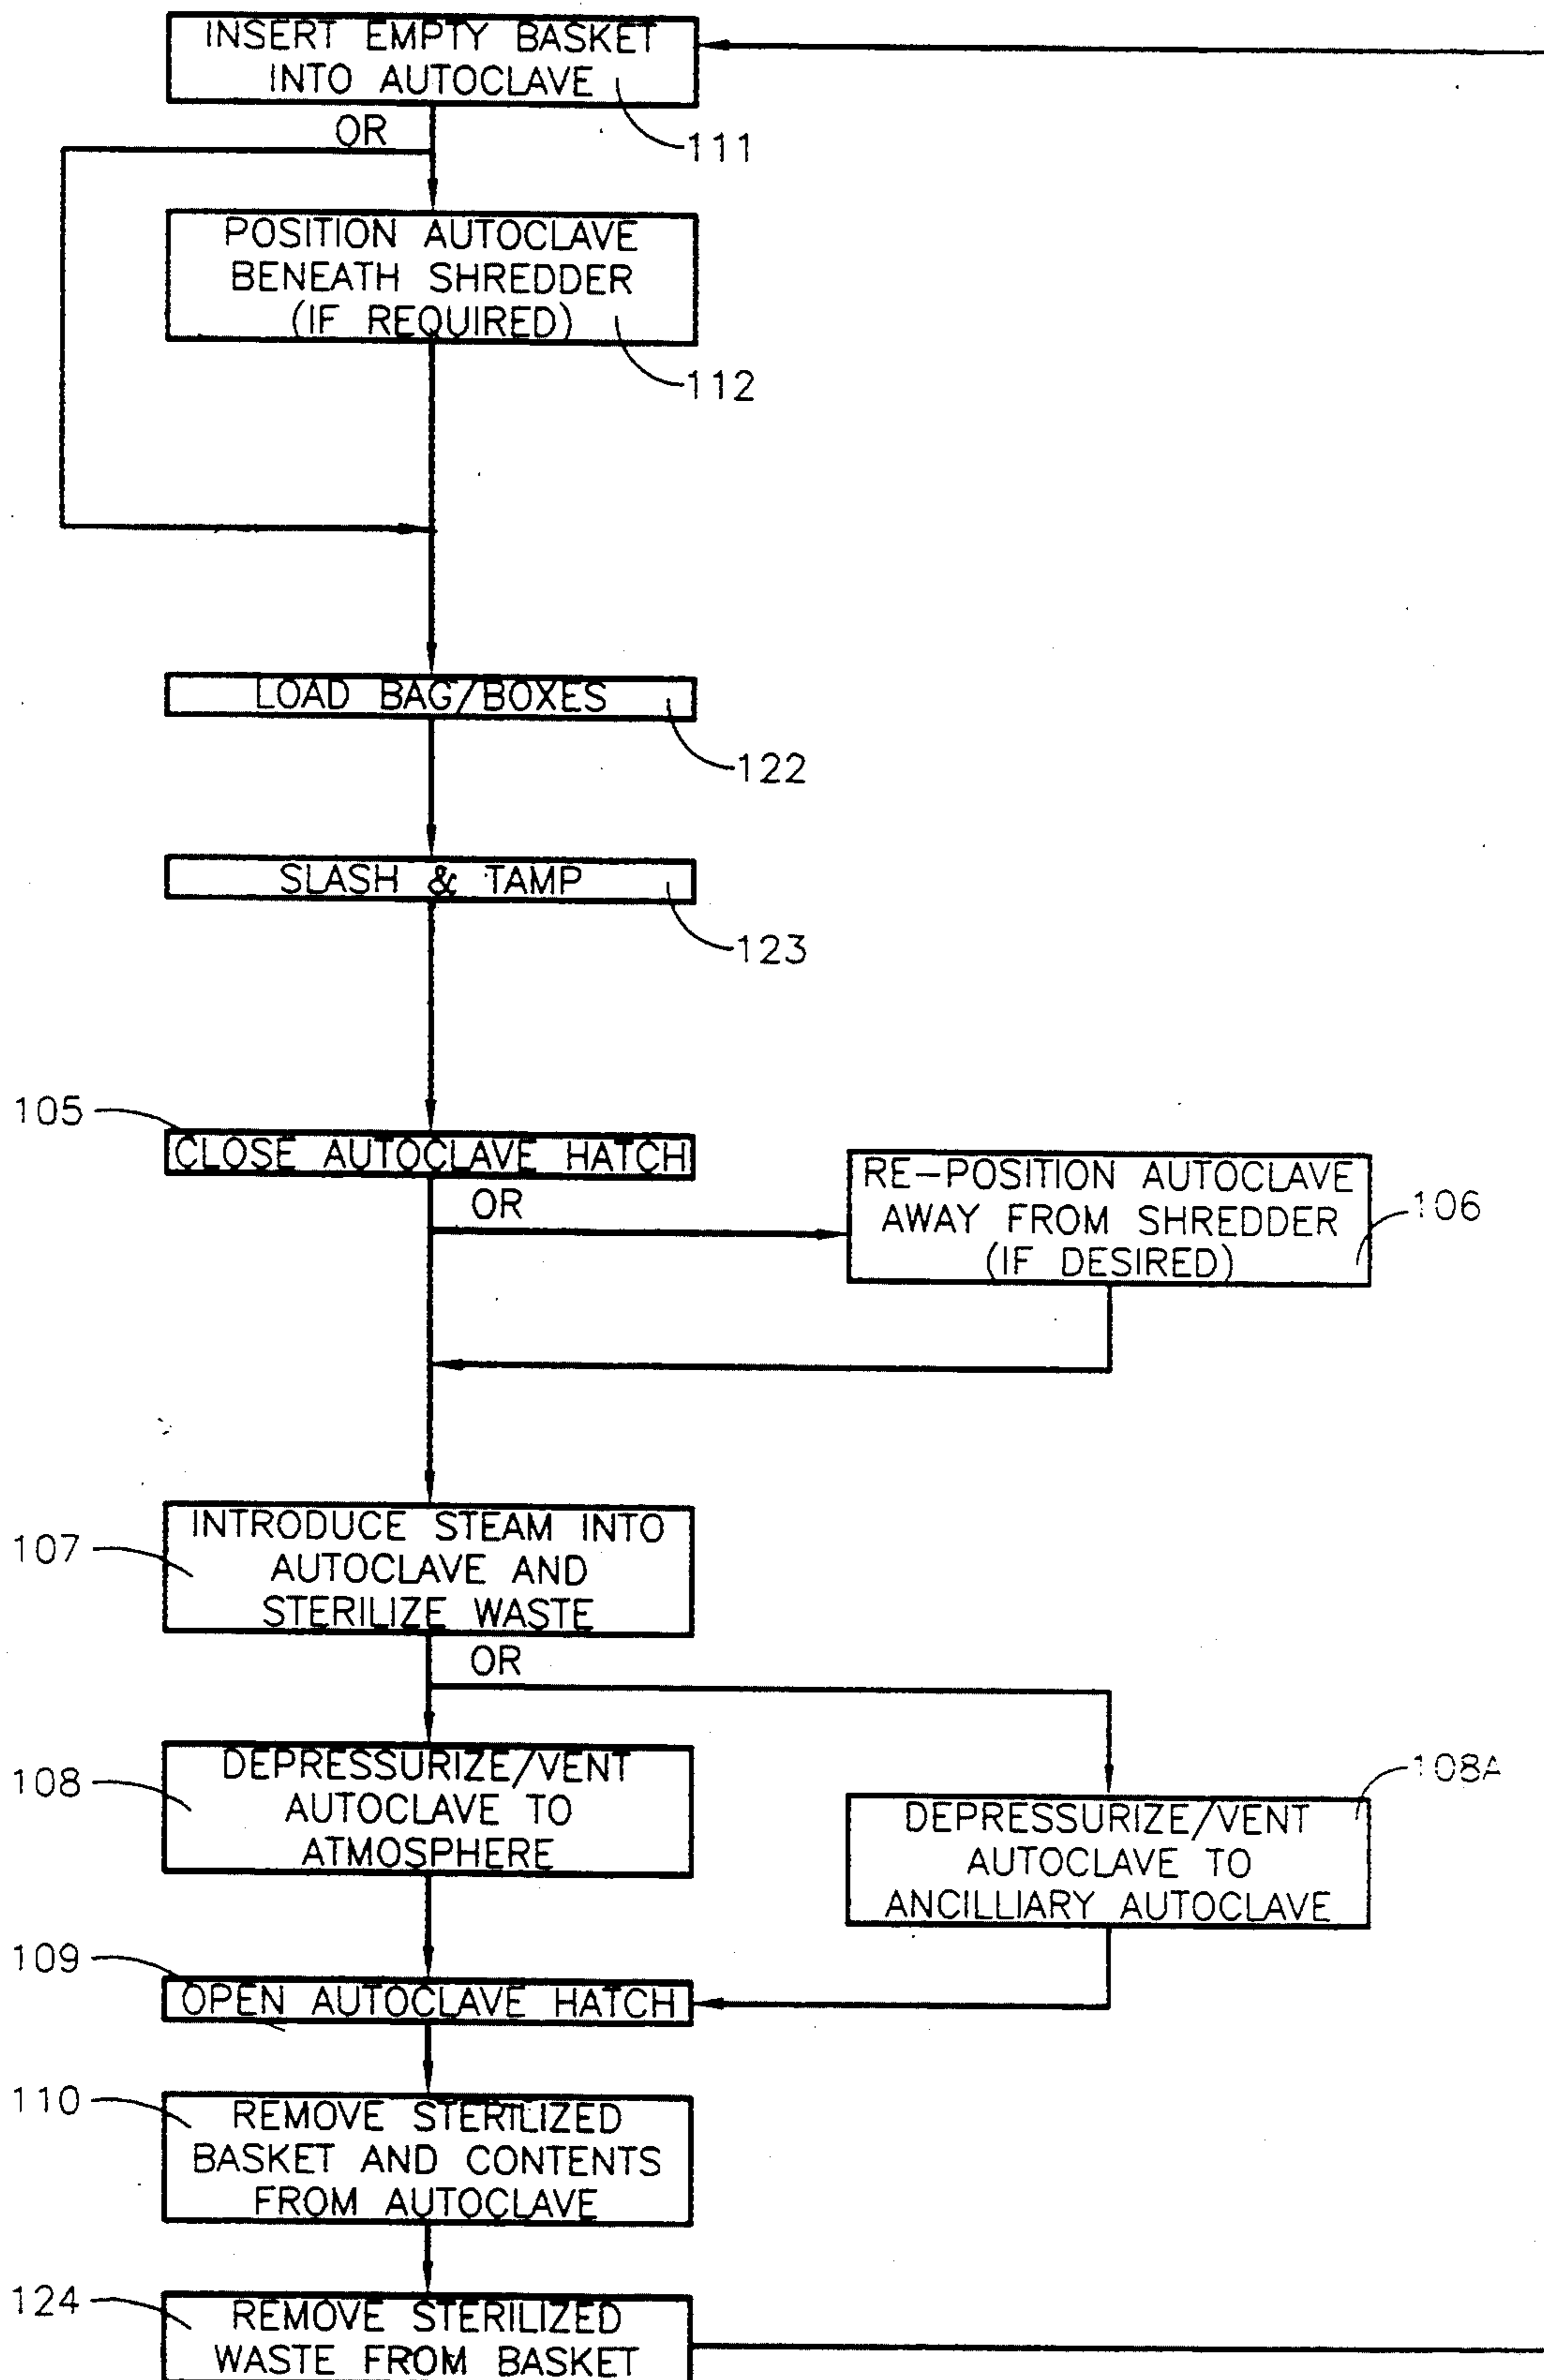 INSERT EMPTY BASKET
INTO AUTOCLAVE
111
OR
POSITION AUTOCLAVE
BENEATH SHREDDER
(IF REQUIRED)
112
LOAD BAG/BOXES
122
SLASH & TAMP
123
105
CLOSE AUTOCLAVE HATCH
OR
RE-POSITION AUTOCLAVE
AWAY FROM SHREDDER
(IF DESIRED)
106
107
INTRODUCE STEAM INTO
AUTOCLAVE AND
STERILIZE WASTE
OR
108
DEPRESSURIZE/VENT
AUTOCLAVE TO
ATMOSPHERE
108A
DEPRESSURIZE/VENT
AUTOCLAVE TO
ANCILLIARY AUTOCLAVE
109
OPEN AUTOCLAVE HATCH
110
REMOVE STERILIZED
BASKET AND CONTENTS
FROM AUTOCLAVE
124
REMOVE STERILIZED
WASTE FROM BASKET